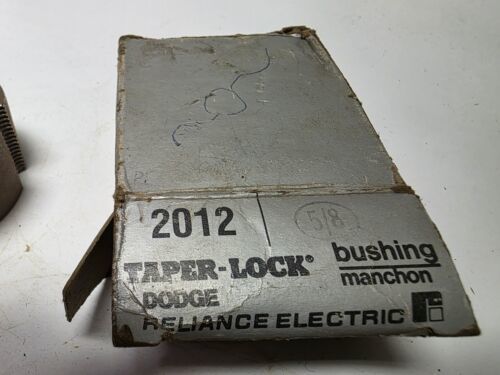 2012 5/8
TAPER-LOCK® bushing
DODGE manchon
RELIANCE ELECTRIC